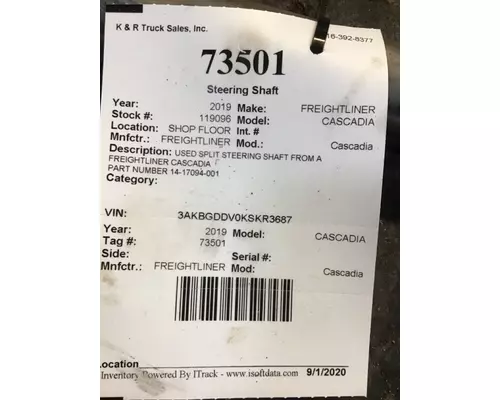 K & R Truck Sales, Inc.
16-392-8377
73501
Steering Shaft
Year: 2019 Make: FREIGHTLINER
Stock #: 119096 Model: CASCADIA
Location: SHOP FLOOR Int. #
Mnfctr.: FREIGHTLINER Mod.: Cascadia
Description: USED SPLIT STEERING SHAFT FROM A
FREIGHTLINER CASCADIA
PART NUMBER 14-17094-001
Category:
VIN: 3AKBGDDV0KSKR3687
Year: 2019 Model: CASCADIA
Tag #: 73501
Side: Serial #:
Mnfctr.: FREIGHTLINER Mod: Cascadia
Location
Inventory Powered By ITrack - www.isoftdata.com 9/1/2020